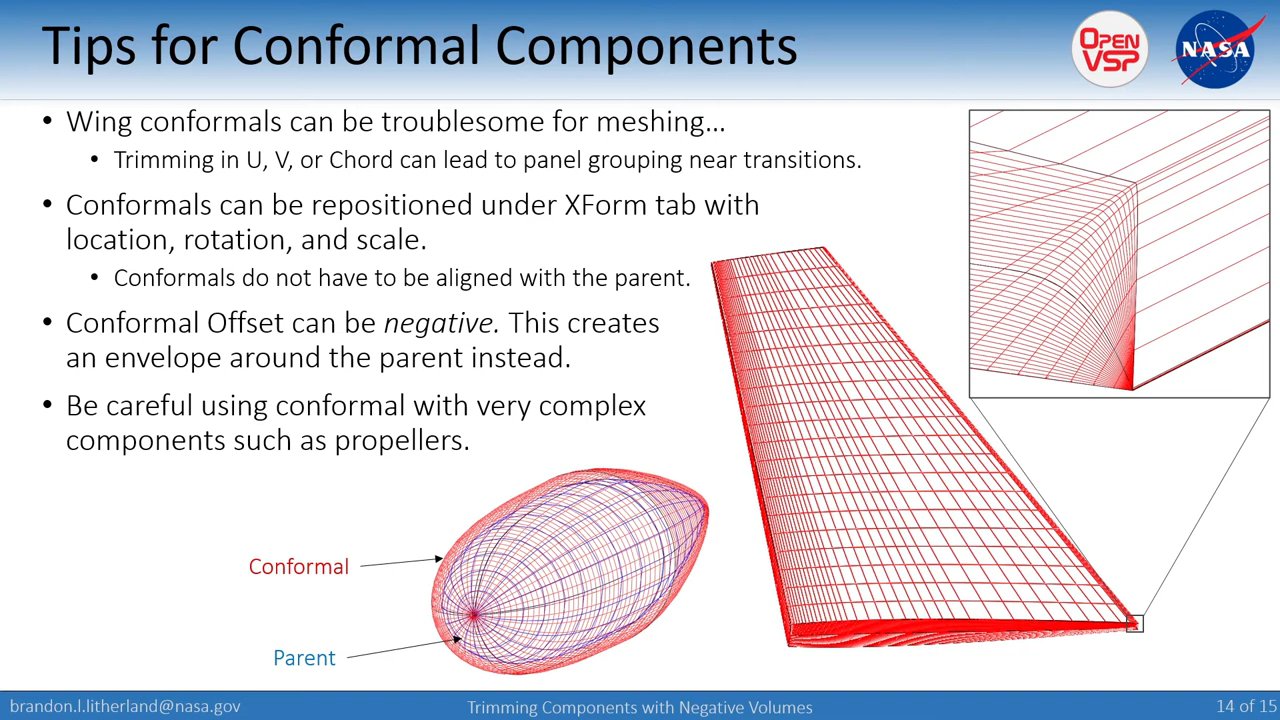 Tips for Conformal Components
OPEN
VSP
NASA
• Wing conformals can be troublesome for meshing...
• Trimming in U, V, or Chord can lead to panel grouping near transitions.
• Conformals can be repositioned under XForm tab with
location, rotation, and scale.
• Conformals do not have to be aligned with the parent.
• Conformal Offset can be negative. This creates
an envelope around the parent instead.
• Be careful using conformal with very complex
components such as propellers.
Conformal
Parent
brandon.l.litherland@nasa.gov
Trimming Components with Negative Volumes
14 of 15